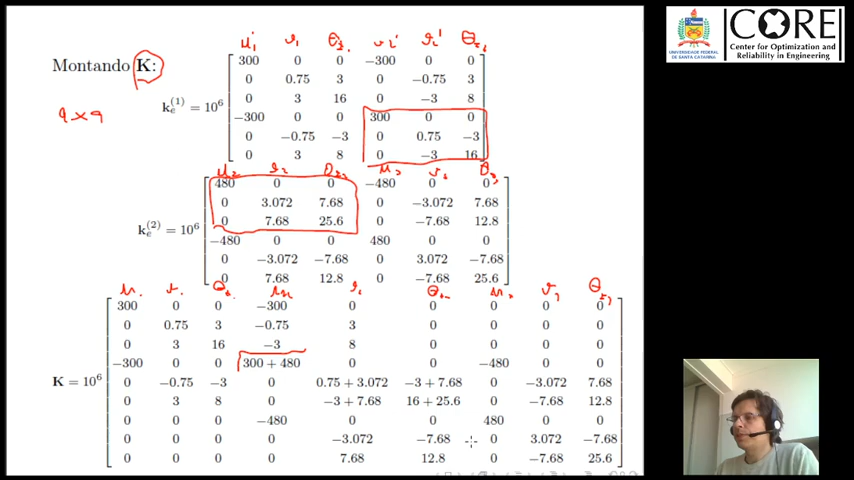 CORE
Center for Optimization and
Reliability in Engineering
UNIVERSIDADE FEDERAL
DE SANTA CATARINA
Montando K:
9 × 9
300 0 0 −300 0 0
0 0.75 3 0 −0.75 3
0 3 16 0 −3 8
k_e^(1) = 10^6
−300 0 0 300 0 0
0 −0.75 −3 0 0.75 −3
0 3 8 0 −3 16
480 0 0 −480 0 0
0 3.072 7.68 0 −3.072 7.68
0 7.68 25.6 0 −7.68 12.8
k_e^(2) = 10^6
−480 0 0 480 0 0
0 −3.072 −7.68 0 3.072 −7.68
0 7.68 12.8 0 −7.68 25.6
300 0 0 −300 0 0 0 0 0
0 0.75 3 −0.75 3 0 0 0 0
0 3 16 −3 8 0 0 0 0
−300 0 0 300 + 480 0 0 −480 0 0
K = 10^6
0 −0.75 −3 0 0.75 + 3.072 −3 + 7.68 0 −3.072 7.68
0 3 8 0 −3 + 7.68 16 + 25.6 0 −7.68 12.8
0 0 0 −480 0 0 480 0 0
0 0 0 0 −3.072 −7.68 0 3.072 −7.68
0 0 0 0 7.68 12.8 0 −7.68 25.6